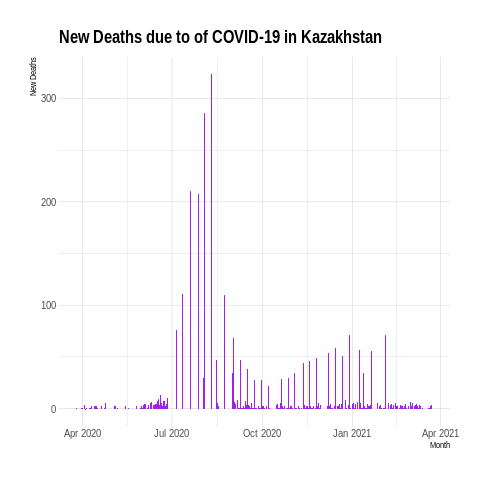 New Deaths due to of COVID-19 in Kazakhstan
New Deaths
300
200
100
0
Apr 2020 Jul 2020 Oct 2020 Jan 2021 Apr 2021
Month